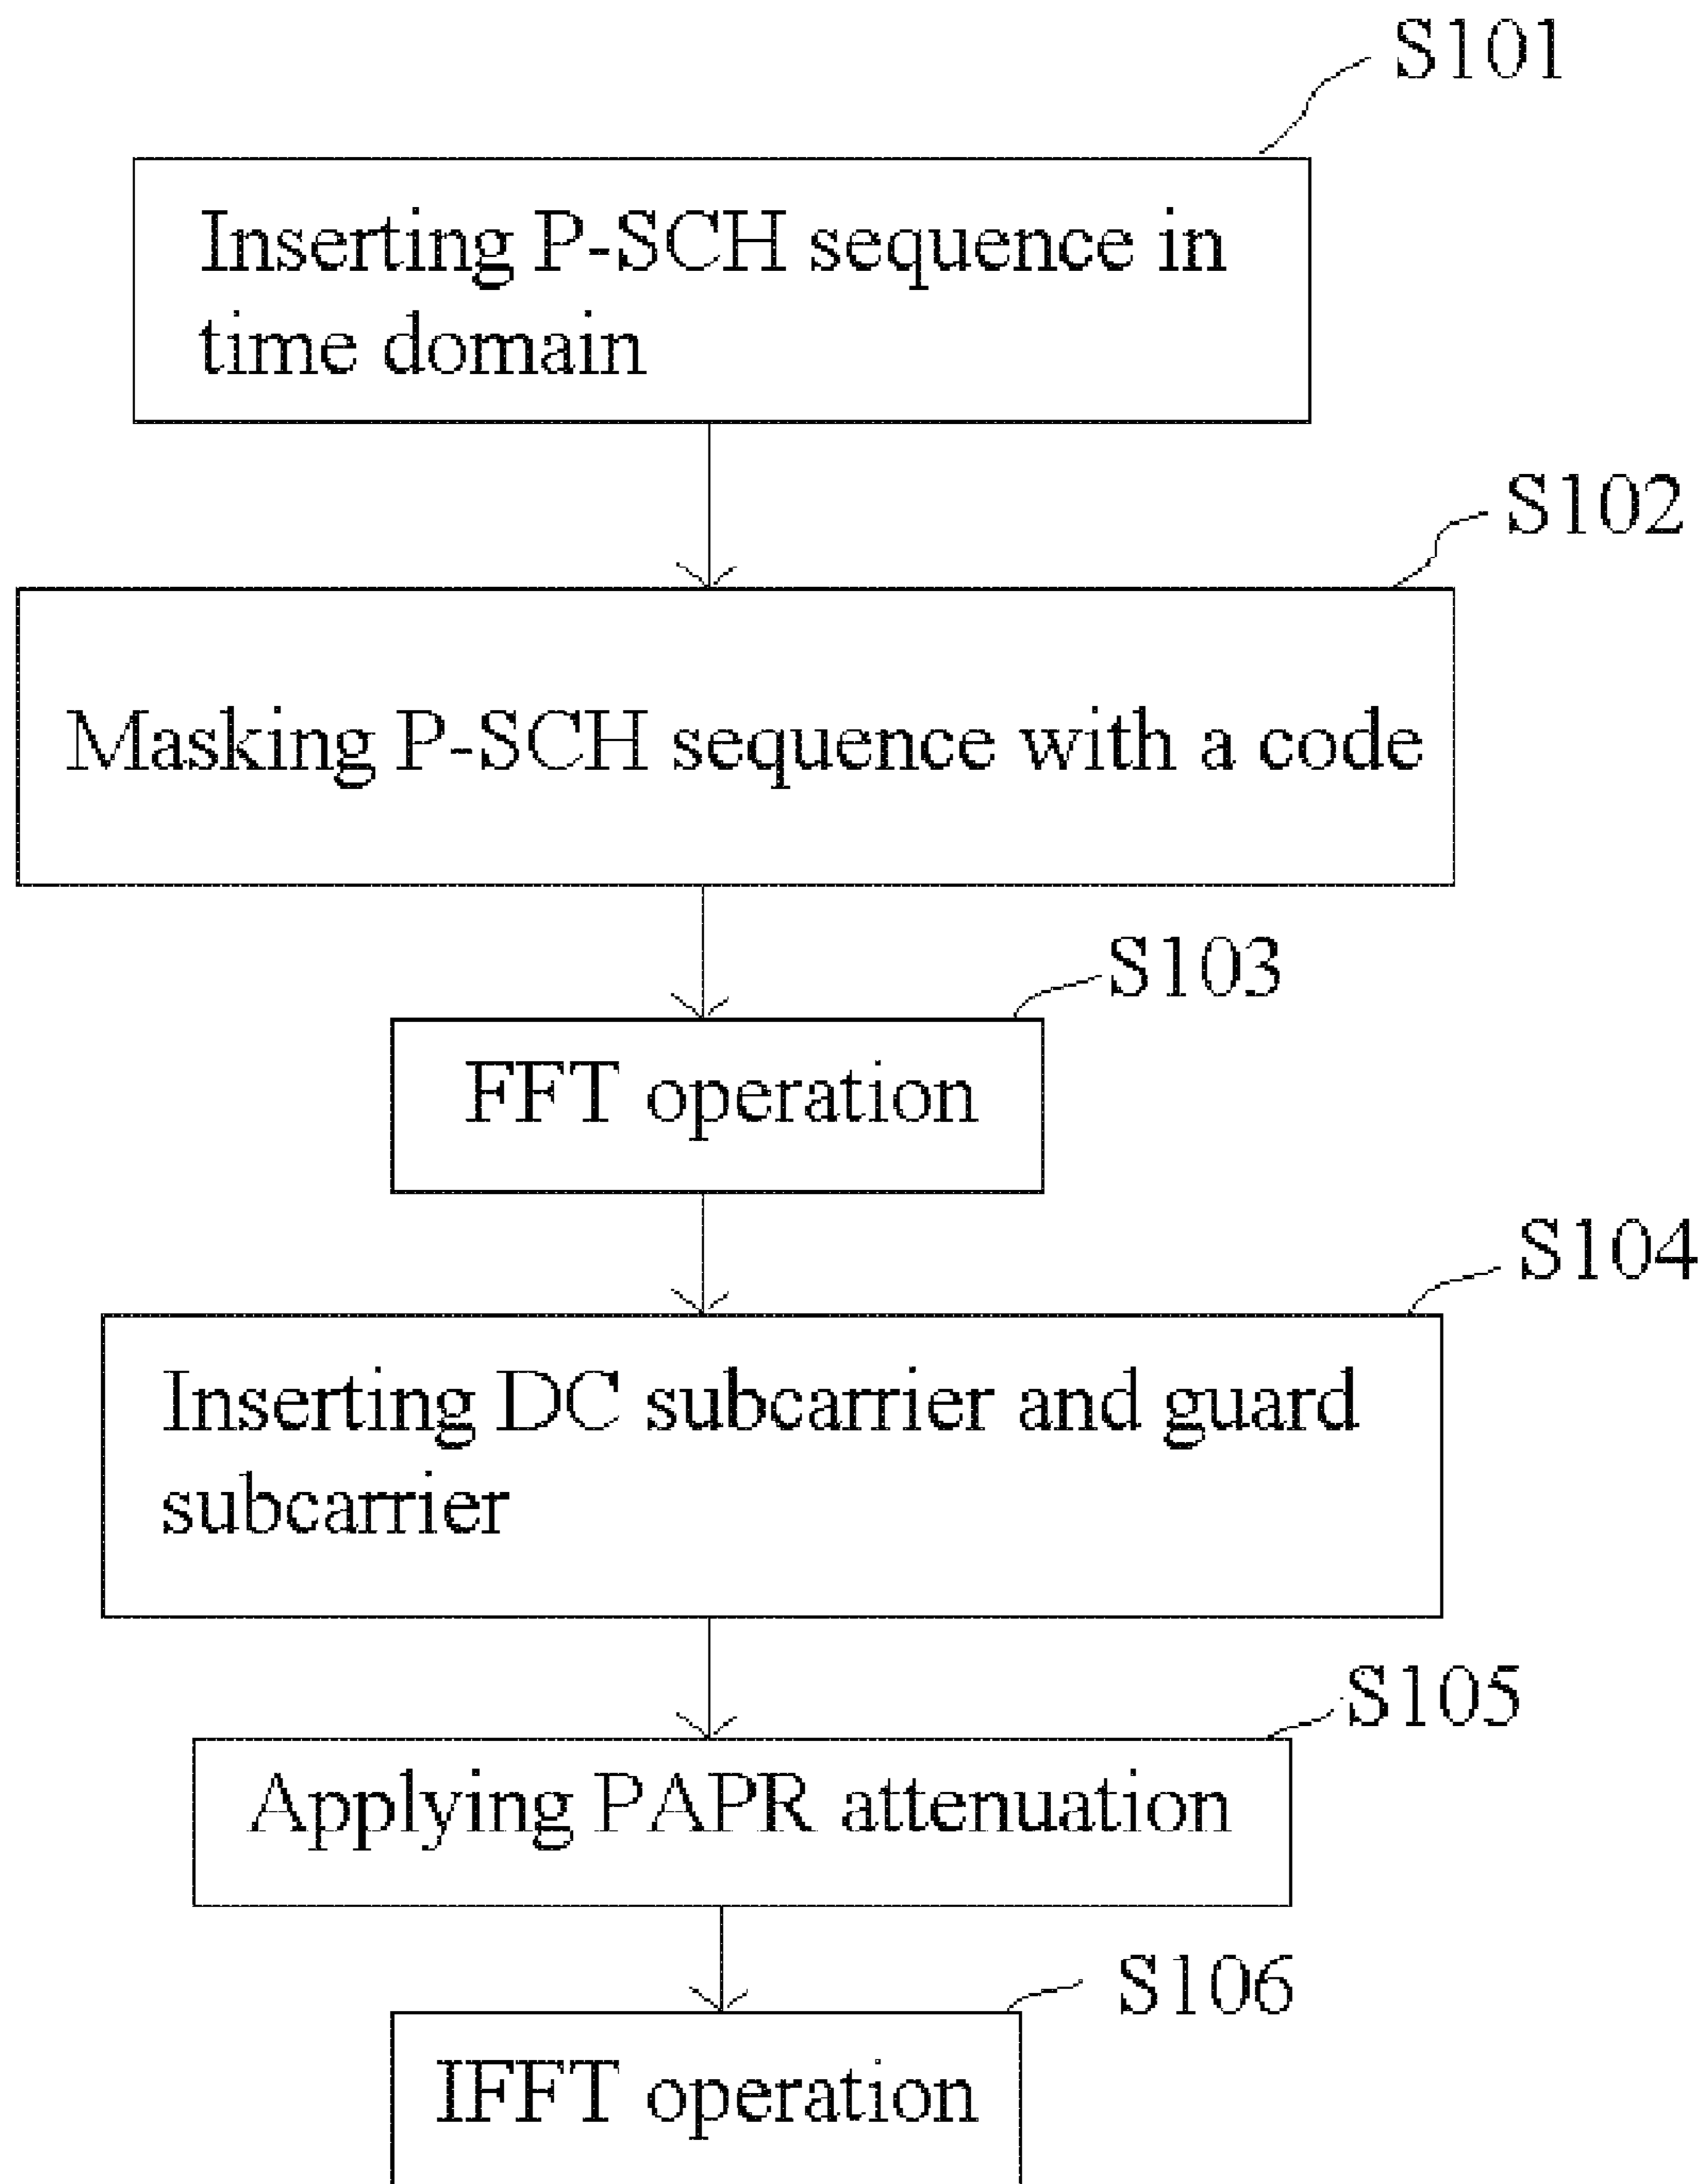 S101
Inserting P-SCH sequence in
time domain
S102
Masking P-SCH sequence with a code
S103
FFT operation
S104
Inserting DC subcarrier and guard
subcarrier
S105
Applying PAPR attenuation
S106
IFFT operation